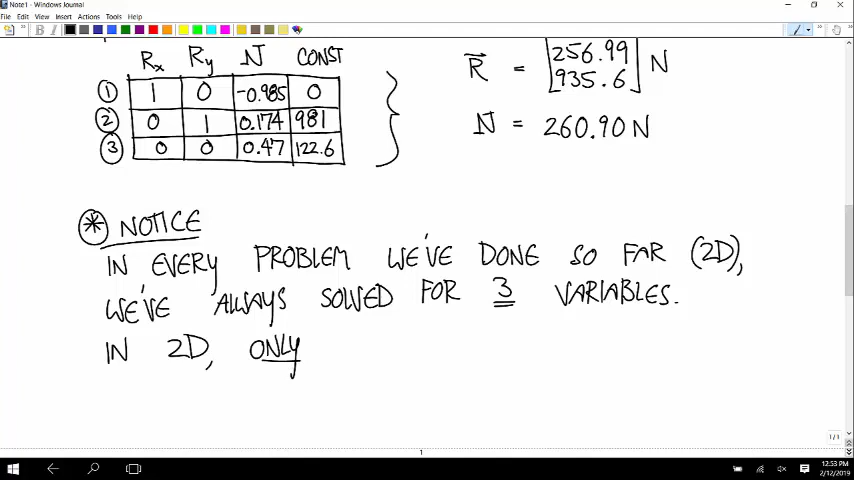 Note1 - Windows Journal
File Edit View Insert Actions Tools Help
B I
Rx Ry N CONST
① 1 0 -0.985 0
② 0 1 0.174 981
③ 0 0 0.47 122.6
R = [256.99 935.6] N
N = 260.90 N
* NOTICE
IN EVERY PROBLEM WE'VE DONE SO FAR (2D),
WE'VE ALWAYS SOLVED FOR 3 VARIABLES.
IN 2D, ONLY
1/1
1
12:53 PM
2/12/2019